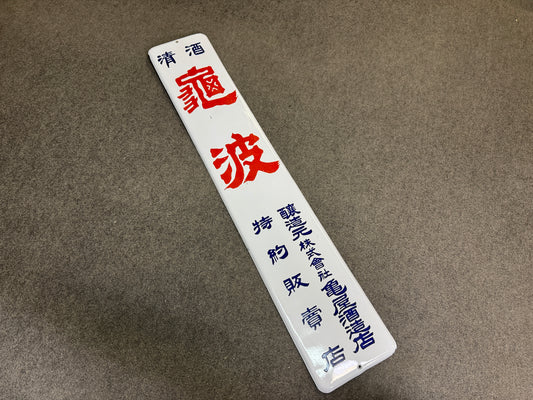 清酒
龜波
醸造元 株式會社 亀屋酒造店
特約販賣店